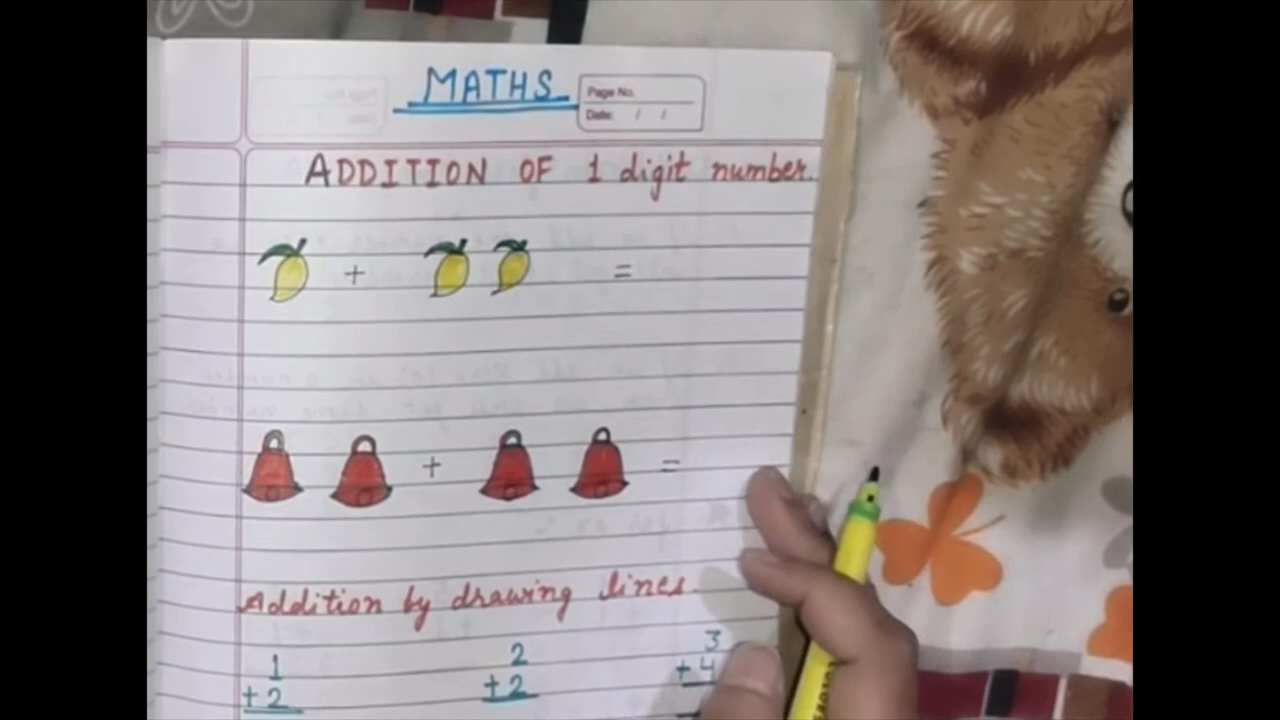 MATHS
Page No.
Date: / /
ADDITION OF 1 digit number.
+ =
+ =
Addition by drawing lines.
1 2 3
+2 +2 +4